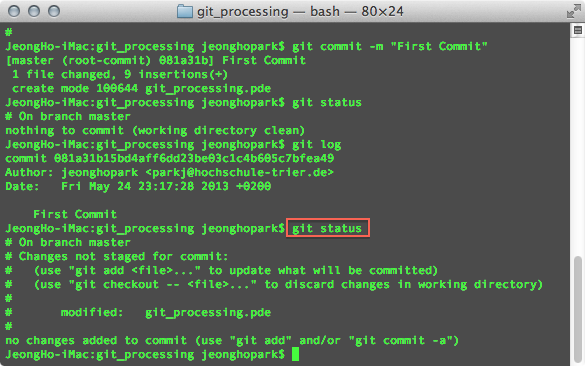 git_processing — bash — 80×24
#
JeongHo-iMac:git_processing jeonghopark$ git commit -m "First Commit"
[master (root-commit) 081a31b] First Commit
 1 file changed, 9 insertions(+)
 create mode 100644 git_processing.pde
JeongHo-iMac:git_processing jeonghopark$ git status
# On branch master
nothing to commit (working directory clean)
JeongHo-iMac:git_processing jeonghopark$ git log
commit 081a31b15bd4aff6dd23be03c1c4b605c7bfea49
Author: jeonghopark <parkj@hochschule-trier.de>
Date:   Fri May 24 23:17:28 2013 +0200
    First Commit
JeongHo-iMac:git_processing jeonghopark$ git status
# On branch master
# Changes not staged for commit:
#   (use "git add <file>..." to update what will be committed)
#   (use "git checkout -- <file>..." to discard changes in working directory)
#
#       modified:   git_processing.pde
#
no changes added to commit (use "git add" and/or "git commit -a")
JeongHo-iMac:git_processing jeonghopark$